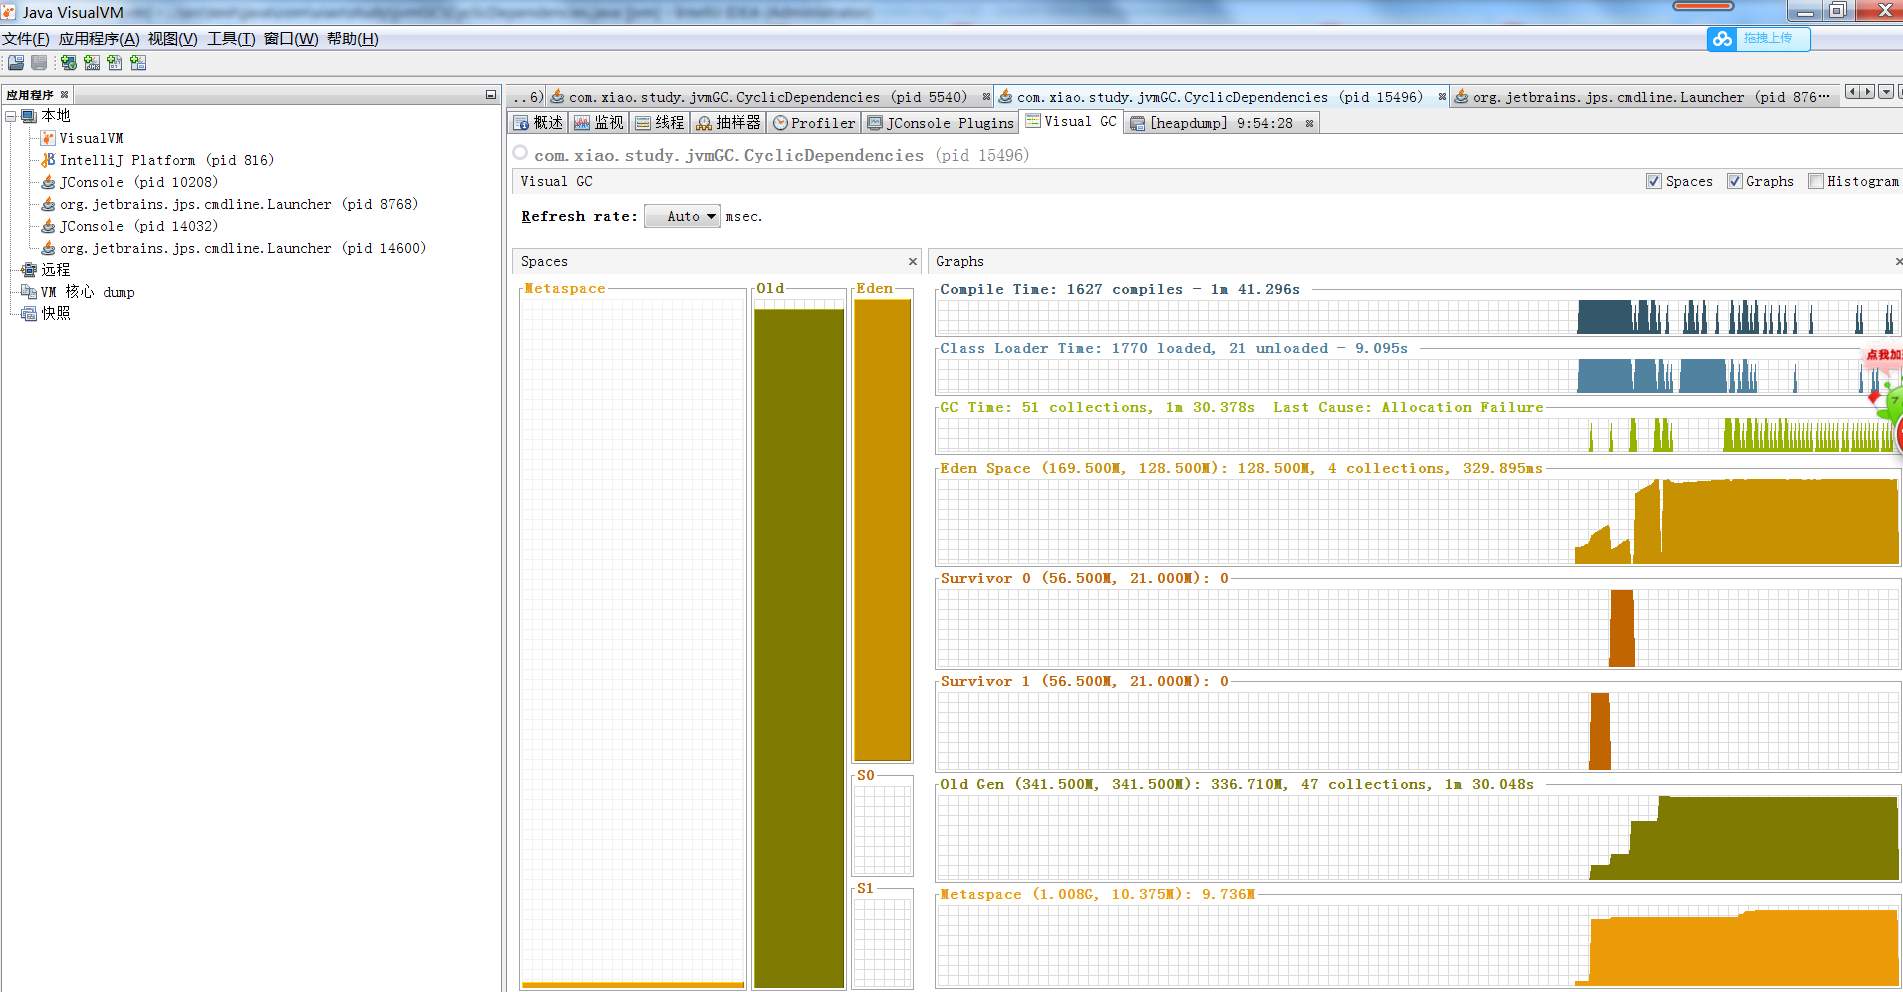 Java VisualVM
文件(F) 应用程序(A) 视图(V) 工具(T) 窗口(W) 帮助(H)
拖拽上传
应用程序
本地
VisualVM
IntelliJ Platform (pid 816)
JConsole (pid 10208)
org.jetbrains.jps.cmdline.Launcher (pid 8768)
JConsole (pid 14032)
org.jetbrains.jps.cmdline.Launcher (pid 14600)
远程
VM 核心 dump
快照
..6) com.xiao.study.jvmGC.CyclicDependencies (pid 5540) com.xiao.study.jvmGC.CyclicDependencies (pid 15496) org.jetbrains.jps.cmdline.Launcher (pid 876…
概述 监视 线程 抽样器 Profiler JConsole Plugins Visual GC [heapdump] 9:54:28
com.xiao.study.jvmGC.CyclicDependencies (pid 15496)
Visual GC Spaces Graphs Histogram
Refresh rate: Auto msec.
Spaces
Metaspace Old Eden
S0
S1
Graphs
Compile Time: 1627 compiles - 1m 41.296s
Class Loader Time: 1770 loaded, 21 unloaded - 9.095s
点我加
GC Time: 51 collections, 1m 30.378s Last Cause: Allocation Failure
Eden Space (169.500M, 128.500M): 128.500M, 4 collections, 329.895ms
Survivor 0 (56.500M, 21.000M): 0
Survivor 1 (56.500M, 21.000M): 0
Old Gen (341.500M, 341.500M): 336.710M, 47 collections, 1m 30.048s
Metaspace (1.008G, 10.375M): 9.736M